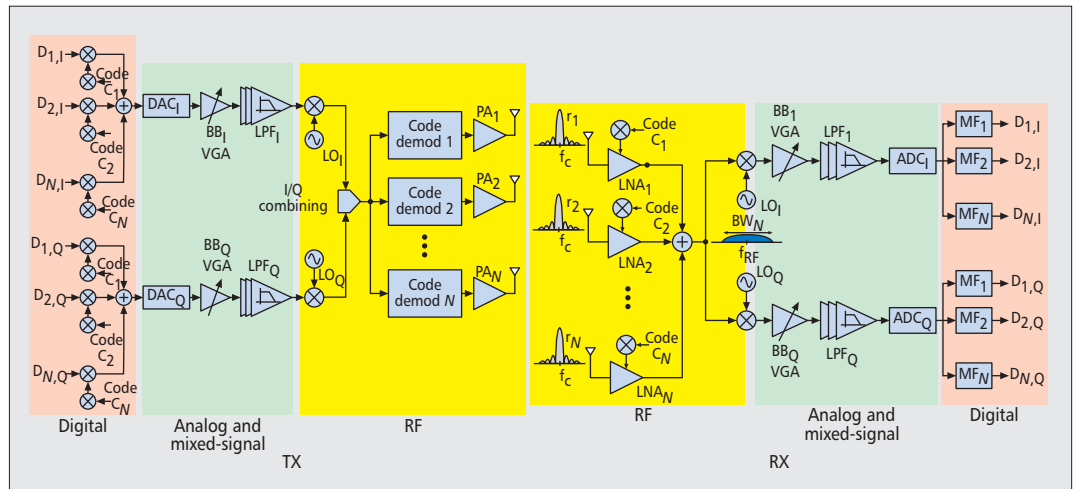 D1,I
Code
C1
D2,I
Code
C2
DN,I
Code
CN
D1,Q
Code
C1
D2,Q
Code
C2
DN,Q
Code
CN
Digital
DACI
BBI
VGA
LPFI
DACQ
BBQ
VGA
LPFQ
Analog and
mixed-signal
LOI
I/Q
combining
LOQ
Code
demod 1
PA1
Code
demod 2
PA2
Code
demod N
PAN
RF
TX
r1
fc
Code
C1
LNA1
r2
fc
Code
C2
LNA2
rN
fc
Code
CN
LNAN
RF
LOI
BWN
fRF
LOQ
BB1
VGA
LPF1
ADCI
BBQ
VGA
LPFQ
ADCQ
Analog and
mixed-signal
MF1
D1,I
MF2
D2,I
MFN
DN,I
MF1
D1,Q
MF2
D2,Q
MFN
DN,Q
Digital
RX